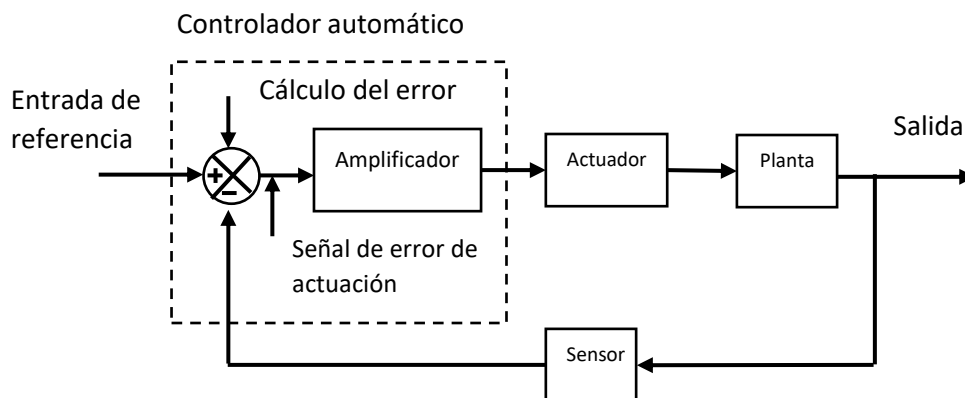 Controlador automático
Entrada de
referencia
Cálculo del error
Salida
+
−
Amplificador
Actuador
Planta
Señal de error de
actuación
Sensor